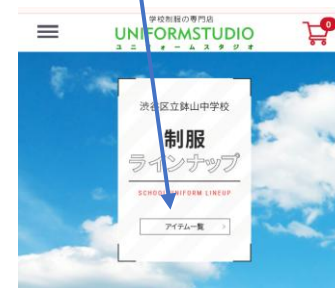 学校制服の専門店
UNIFORMSTUDIO
ユニフォームスタジオ
0
渋谷区立鉢山中学校
制服
ラインナップ
SCHOOL UNIFORM LINEUP
アイテム一覧